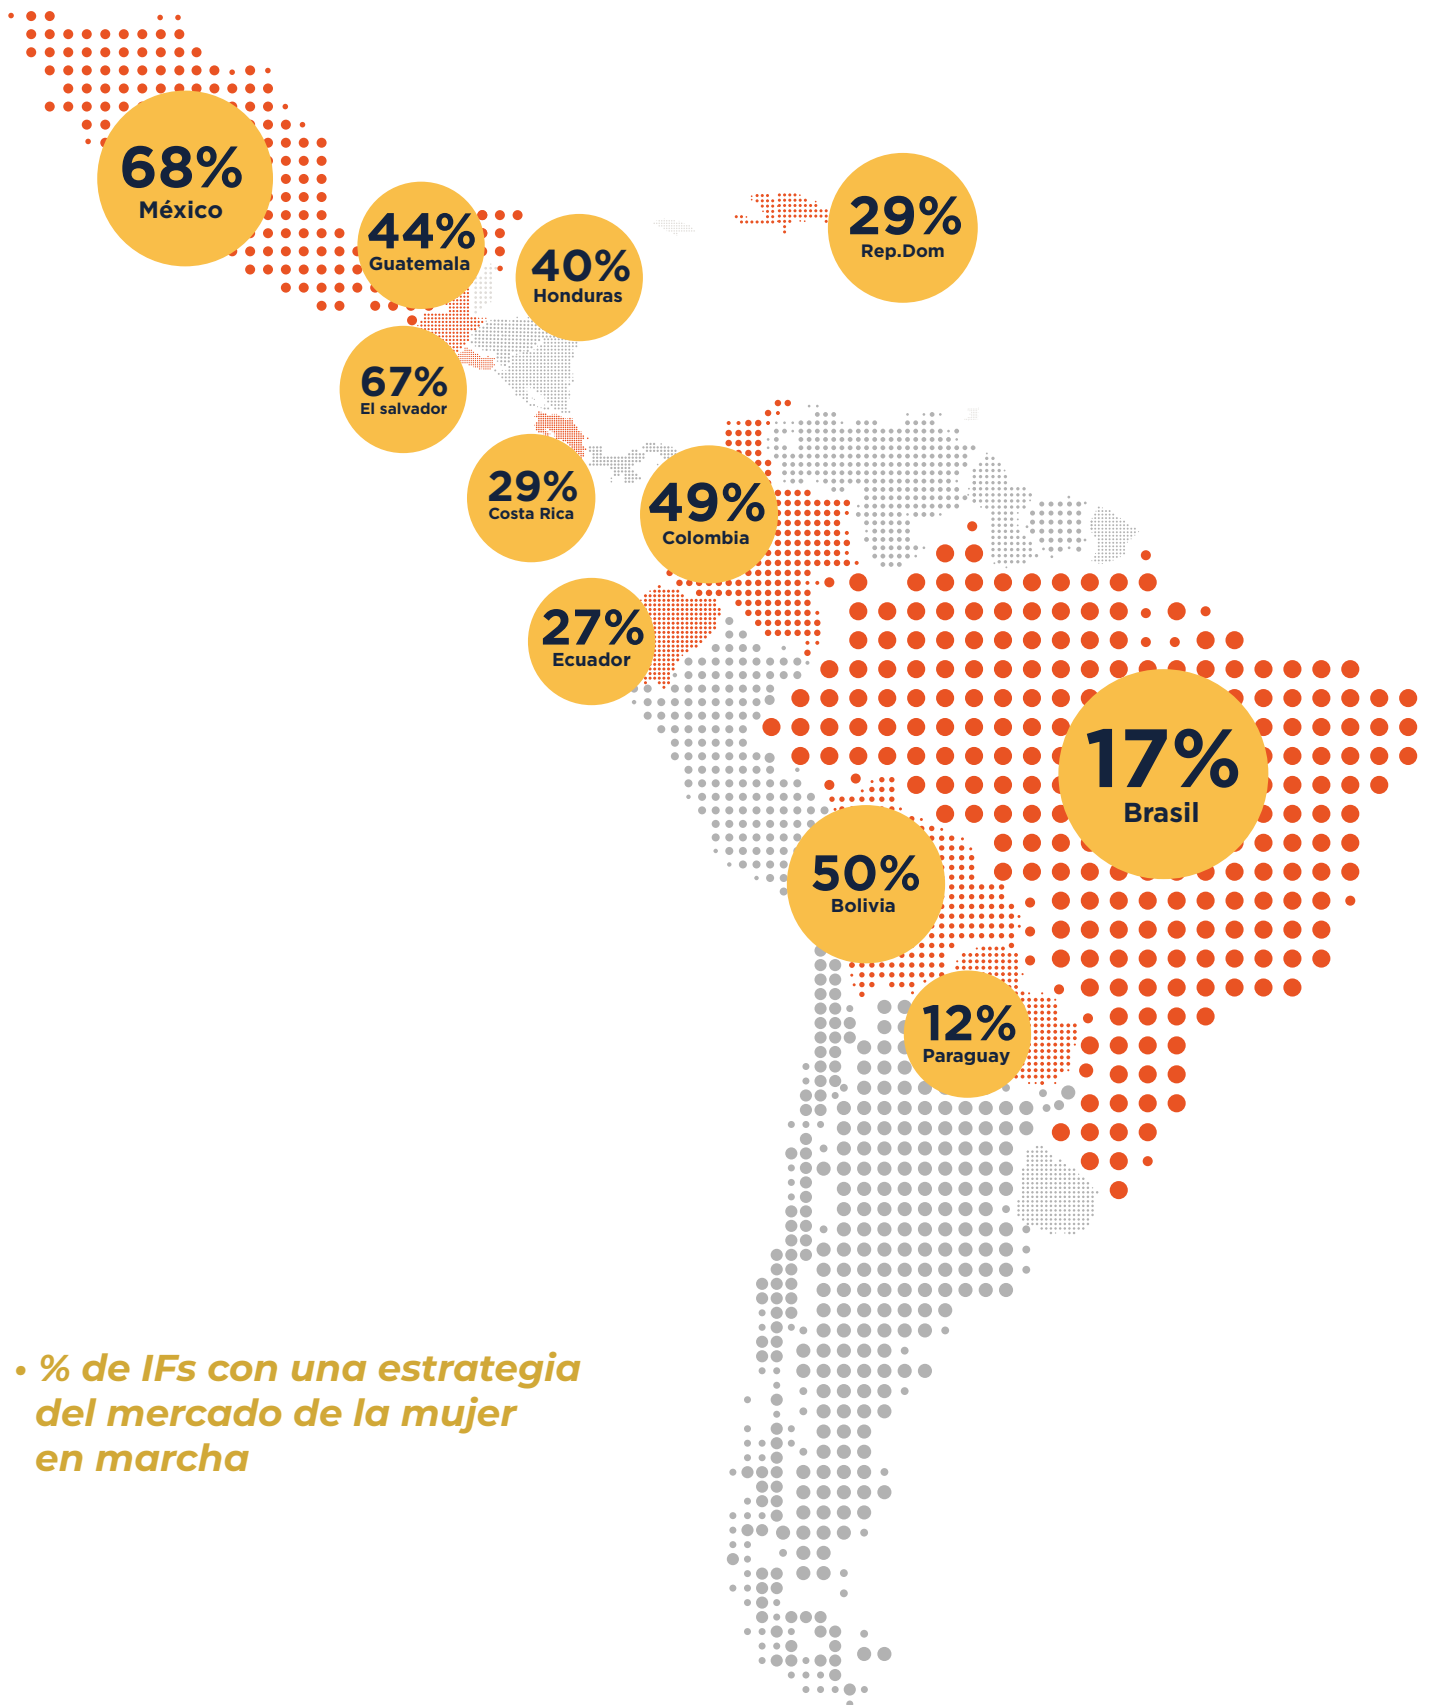 68%
México
44%
Guatemala
40%
Honduras
29%
Rep.Dom
67%
El salvador
29%
Costa Rica
49%
Colombia
27%
Ecuador
17%
Brasil
50%
Bolivia
12%
Paraguay
• % de IFs con una estrategia
del mercado de la mujer
en marcha